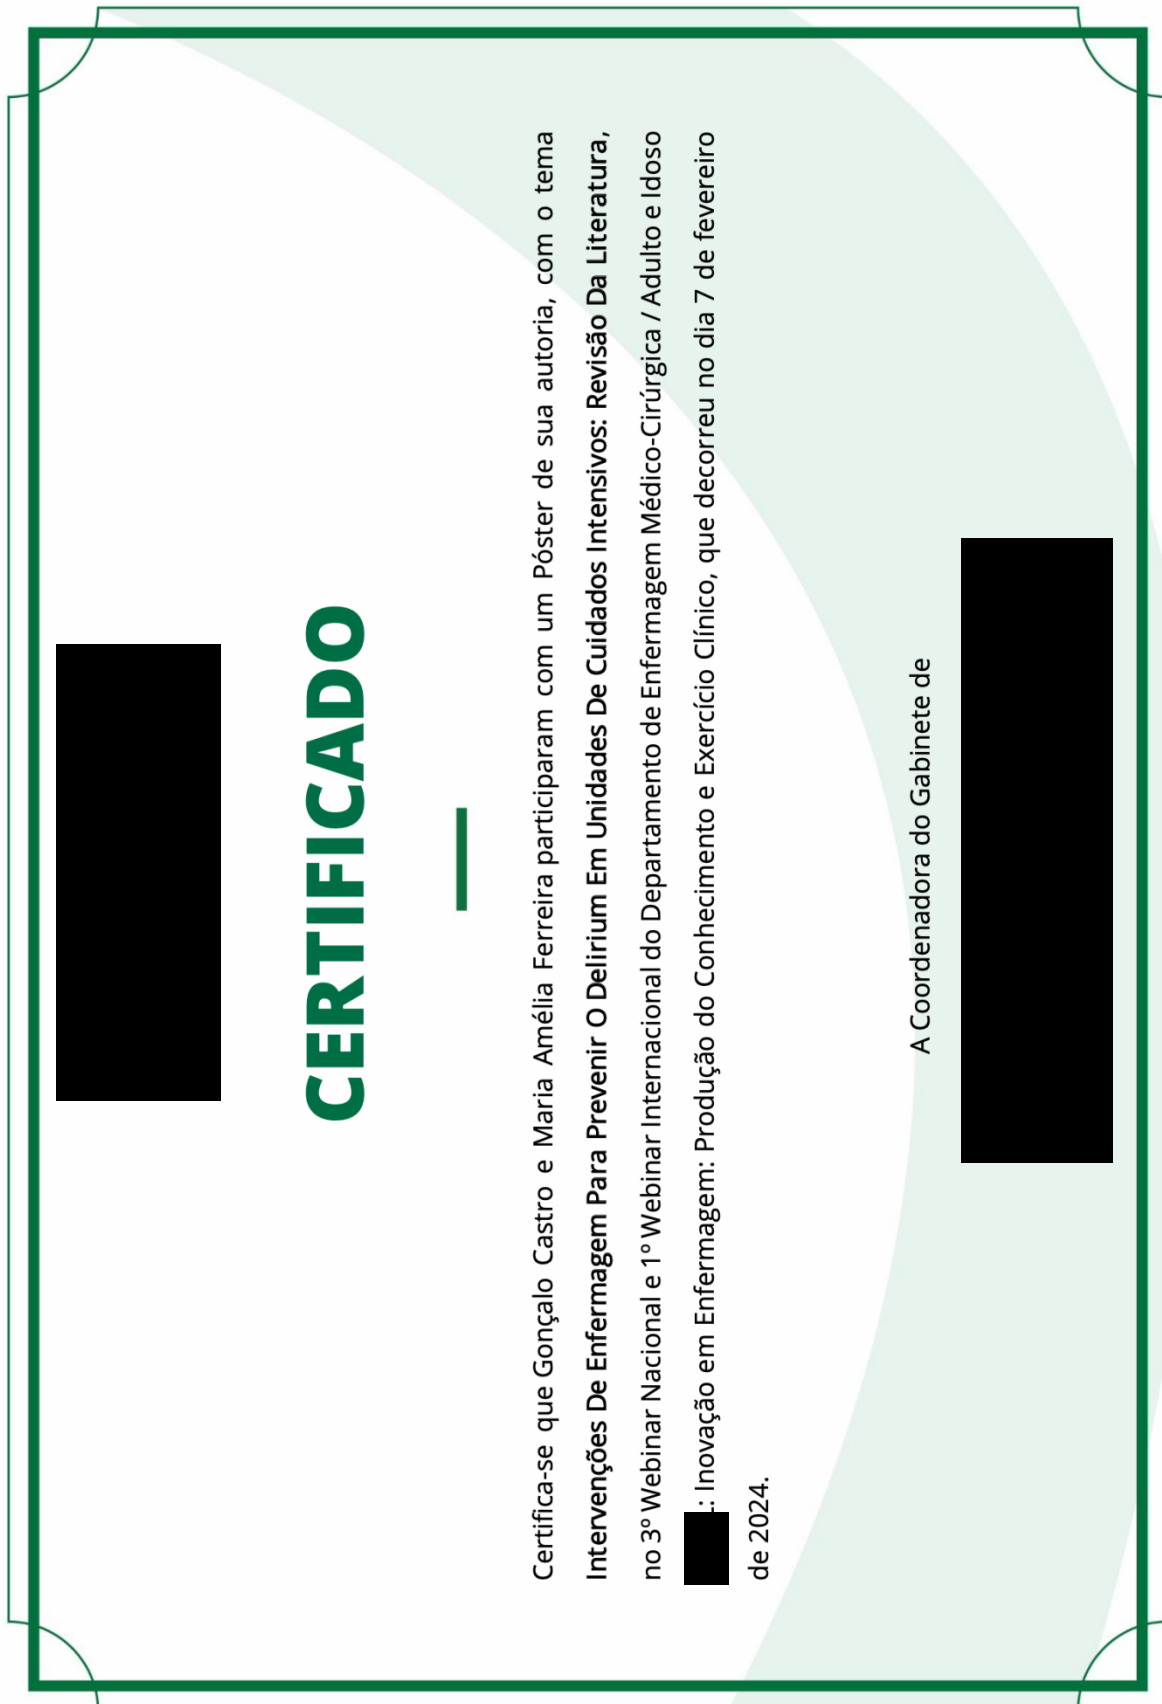 CERTIFICADO
Certifica-se que Gonçalo Castro e Maria Amélia Ferreira participaram com um Póster de sua autoria, com o tema
Intervenções De Enfermagem Para Prevenir O Delirium Em Unidades De Cuidados Intensivos: Revisão Da Literatura,
no 3º Webinar Nacional e 1º Webinar Internacional do Departamento de Enfermagem Médico-Cirúrgica / Adulto e Idoso
: Inovação em Enfermagem: Produção do Conhecimento e Exercício Clínico, que decorreu no dia 7 de fevereiro
de 2024.
A Coordenadora do Gabinete de